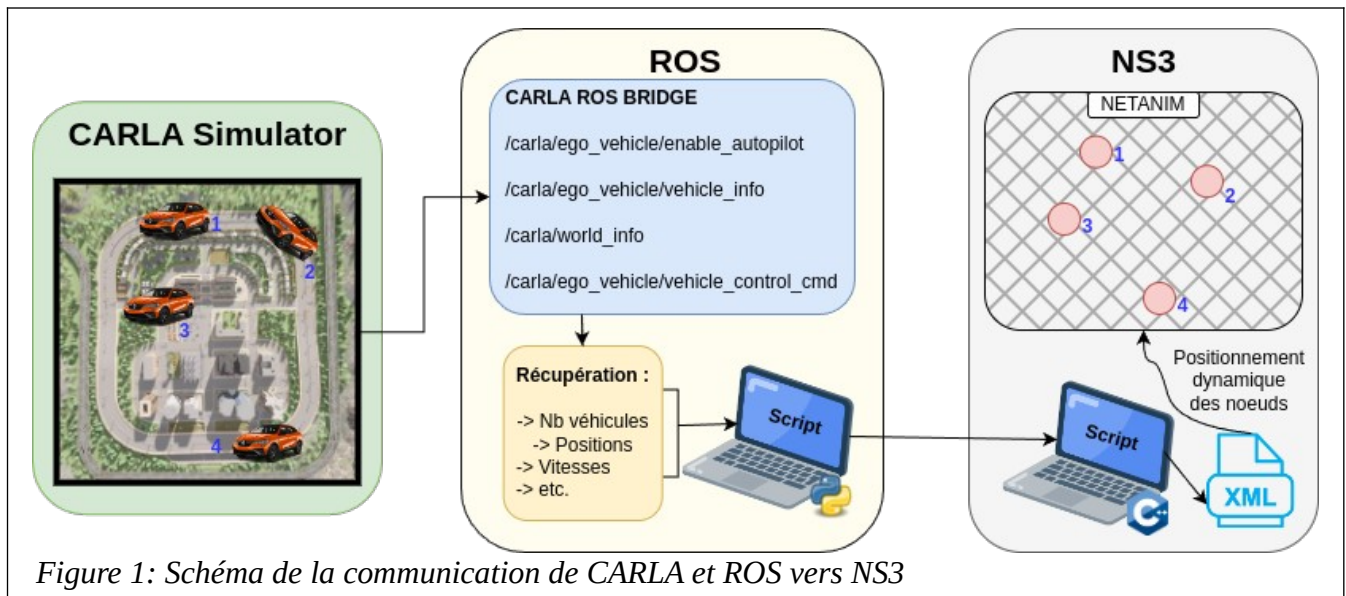 CARLA Simulator
1
2
3
4
ROS
CARLA ROS BRIDGE
/carla/ego_vehicle/enable_autopilot
/carla/ego_vehicle/vehicle_info
/carla/world_info
/carla/ego_vehicle/vehicle_control_cmd
Récupération :
-> Nb véhicules
-> Positions
-> Vitesses
-> etc.
Script
NS3
NETANIM
1
2
3
4
Positionnement
dynamique
des noeuds
Script
C++
XML
Figure 1: Schéma de la communication de CARLA et ROS vers NS3